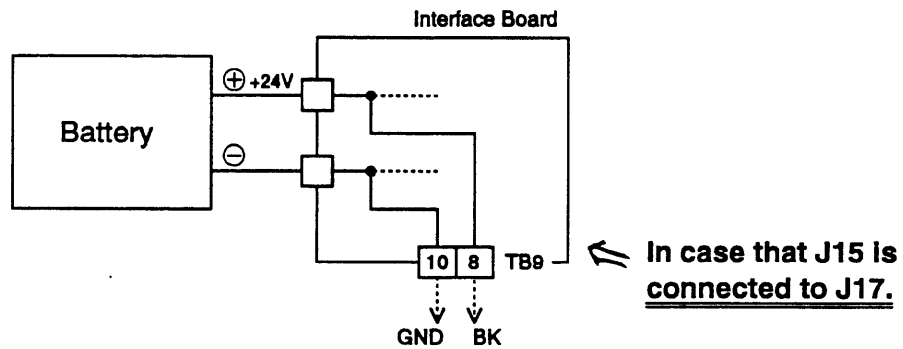 Interface Board
⊕ +24V
Battery
⊖
10 8 TB9
In case that J15 is
connected to J17.
GND BK